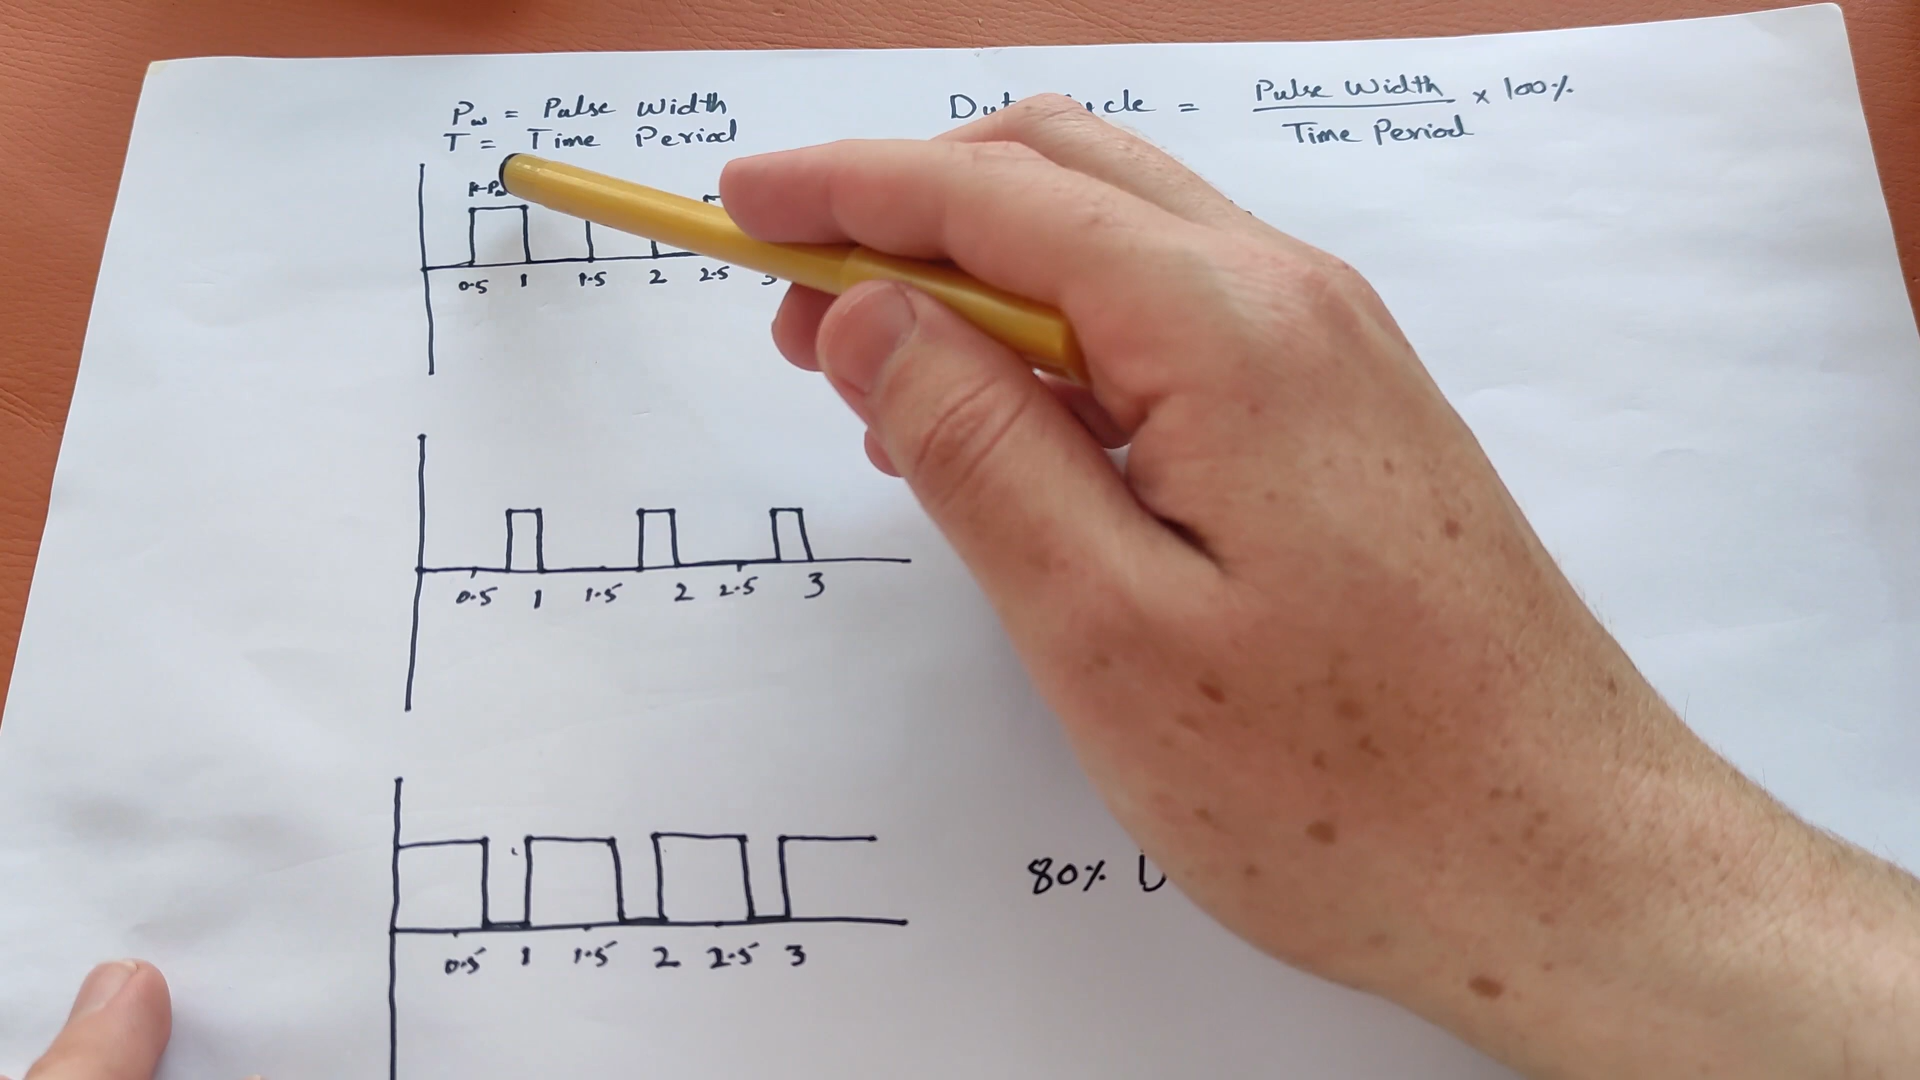 Pw = Pulse Width
T = Time Period
Pulse Width
= × 100%
Time Period
0.5 1 1.5 2 2.5 3
0.5 1 1.5 2 2.5 3
80%
0.5 1 1.5 2 2.5 3